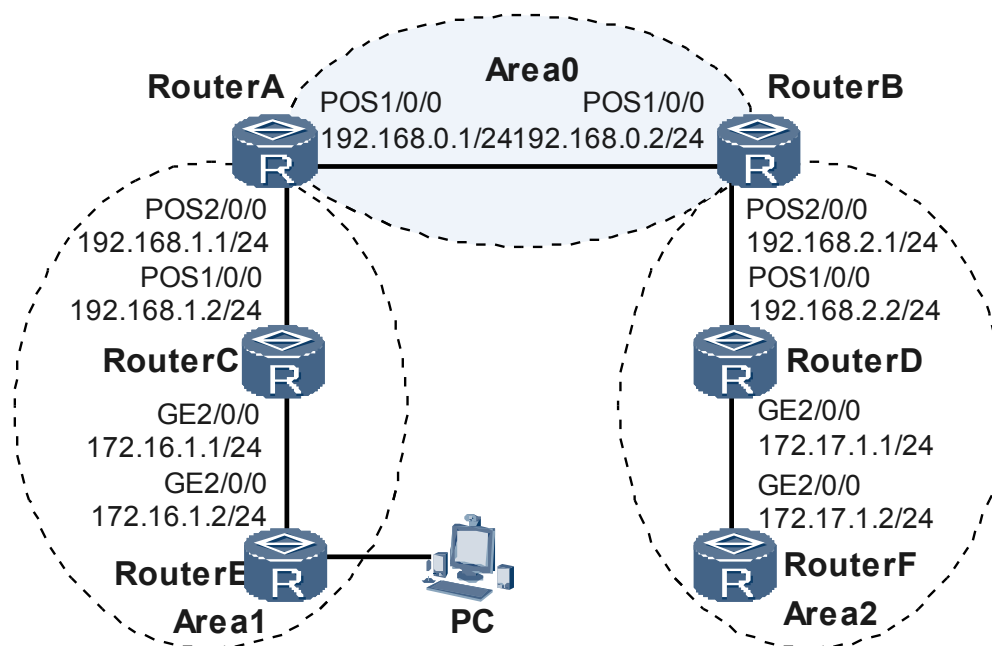 Area0
RouterA
RouterB
POS1/0/0
POS1/0/0
192.168.0.1/24192.168.0.2/24
R
R
POS2/0/0
192.168.1.1/24
POS1/0/0
192.168.1.2/24
POS2/0/0
192.168.2.1/24
POS1/0/0
192.168.2.2/24
RouterC
R
R
RouterD
GE2/0/0
172.16.1.1/24
GE2/0/0
172.16.1.2/24
GE2/0/0
172.17.1.1/24
GE2/0/0
172.17.1.2/24
RouterE
R
R
RouterF
Area1
PC
Area2